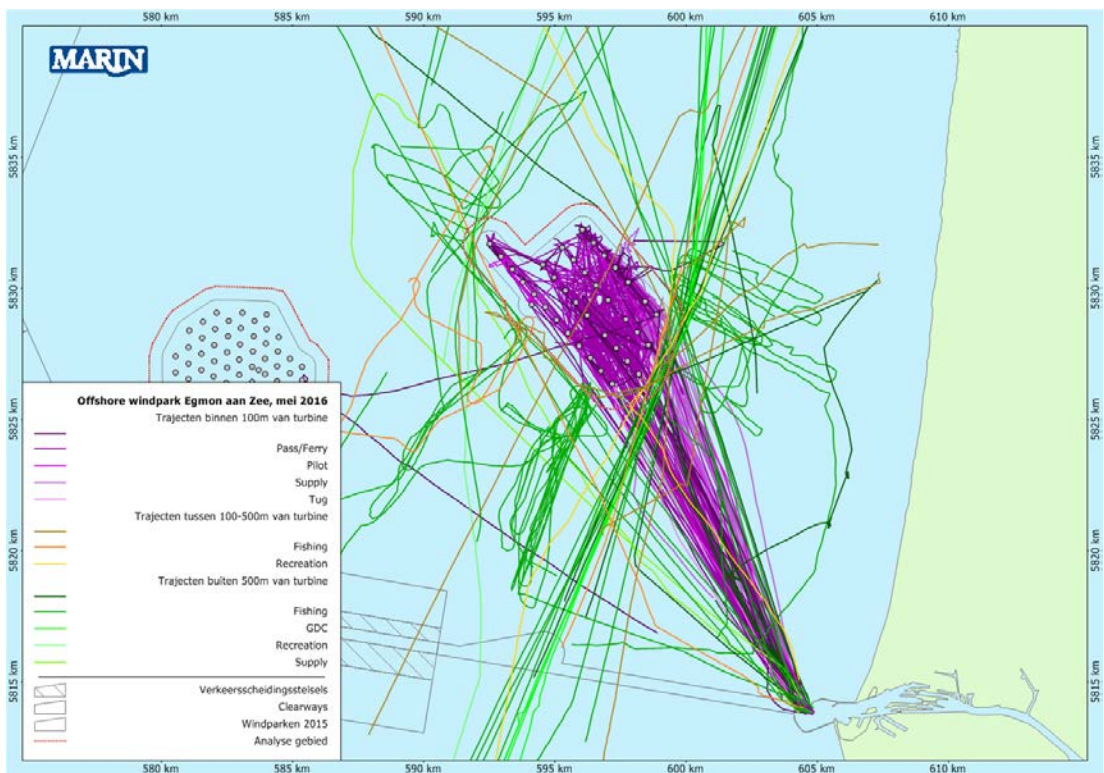 580 km 585 km 590 km 595 km 600 km 605 km 610 km
MARIN
5835 km 5835 km
5830 km 5830 km
5825 km 5825 km
5820 km 5820 km
5815 km 5815 km
Offshore windpark Egmon aan Zee, mei 2016
Trajecten binnen 100m van turbine
Pass/Ferry
Pilot
Supply
Tug
Trajecten tussen 100-500m van turbine
Fishing
Recreation
Trajecten buiten 500m van turbine
Fishing
GDC
Recreation
Supply
Verkeersscheidingsstelsels
Clearways
Windparken 2015
Analyse gebied
580 km 585 km 590 km 595 km 600 km 605 km 610 km